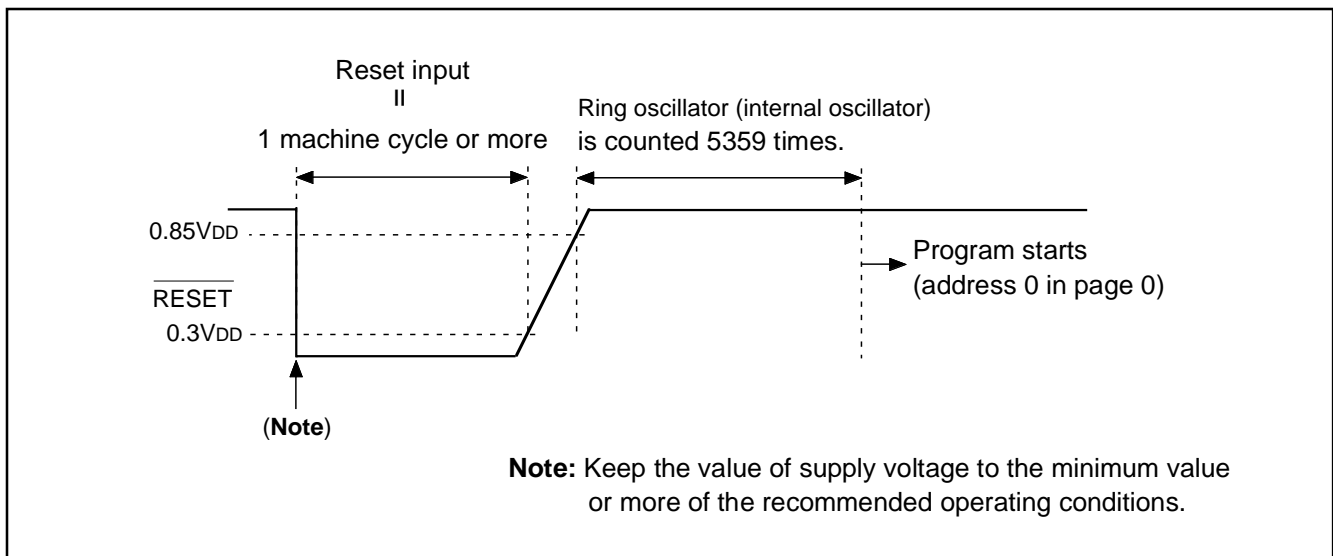 Reset input
=
1 machine cycle or more
Ring oscillator (internal oscillator)
is counted 5359 times.
0.85VDD
RESET
0.3VDD
Program starts
(address 0 in page 0)
(Note)
Note: Keep the value of supply voltage to the minimum value
or more of the recommended operating conditions.